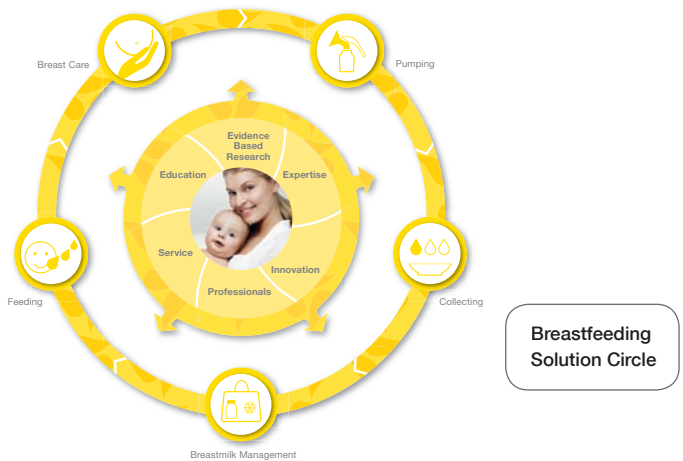 Breast Care
Pumping
Evidence
Based
Research
Education
Expertise
Service
Innovation
Professionals
Feeding
Collecting
Breastfeeding
Solution Circle
Breastmilk Management